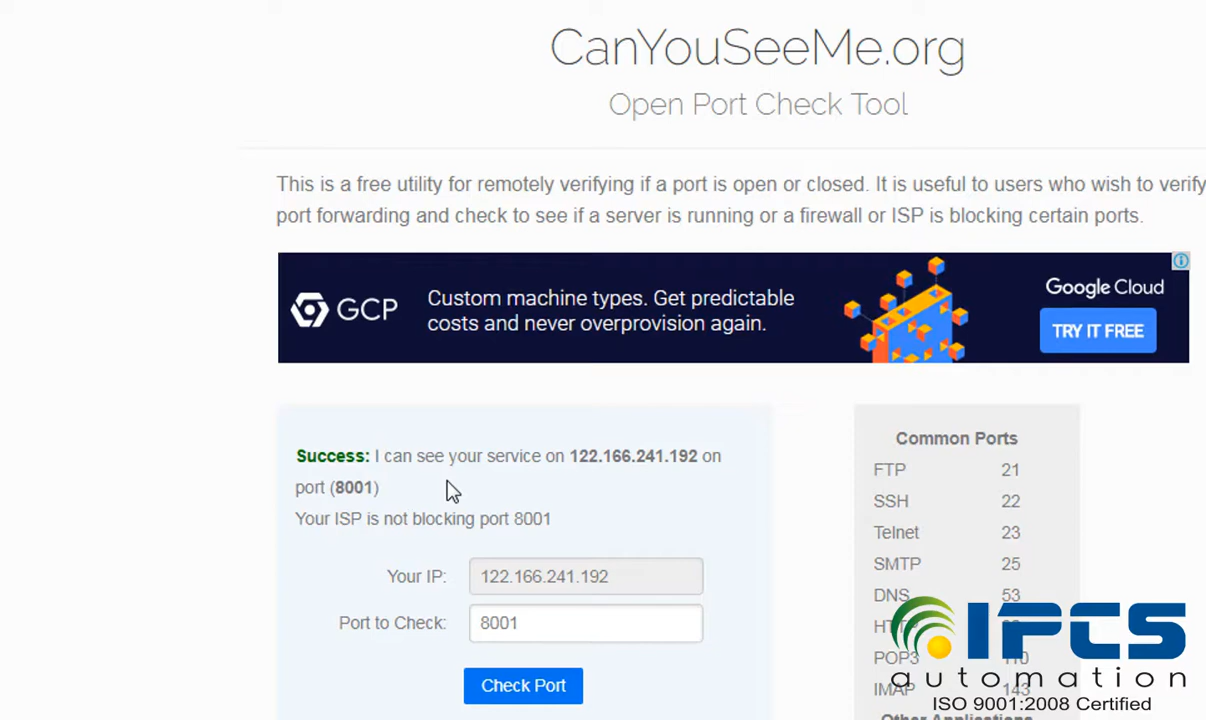 CanYouSeeMe.org
Open Port Check Tool
This is a free utility for remotely verifying if a port is open or closed. It is useful to users who wish to verify
port forwarding and check to see if a server is running or a firewall or ISP is blocking certain ports.
GCP
Custom machine types. Get predictable
costs and never overprovision again.
Google Cloud
TRY IT FREE
Success: I can see your service on 122.166.241.192 on
port (8001)
Your ISP is not blocking port 8001
Your IP: 122.166.241.192
Port to Check: 8001
Check Port
Common Ports
FTP 21
SSH 22
Telnet 23
SMTP 25
DNS 53
POP3 110
IMAP 143
Other Applications
IPCS
automation
ISO 9001:2008 Certified